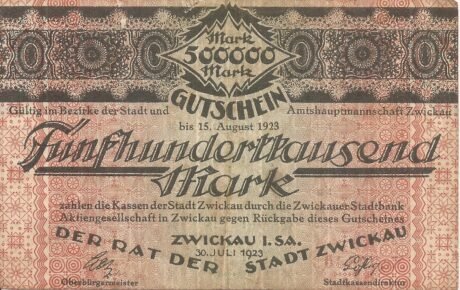 Mark
500000
Mark
GUTSCHEIN
Gültig im Bezirke der Stadt und Amtshauptmannschaft Zwickau
bis 15. August 1923
Fünfhunderttausend
Mark
zahlen die Kassen der Stadt Zwickau durch die Zwickauer Stadtbank
Aktiengesellschaft in Zwickau gegen Rückgabe dieses Gutscheines
ZWICKAU I. SA.
30. JULI 1923
DER RAT DER STADT ZWICKAU
Oberbürgermeister Stadtkassendirektor